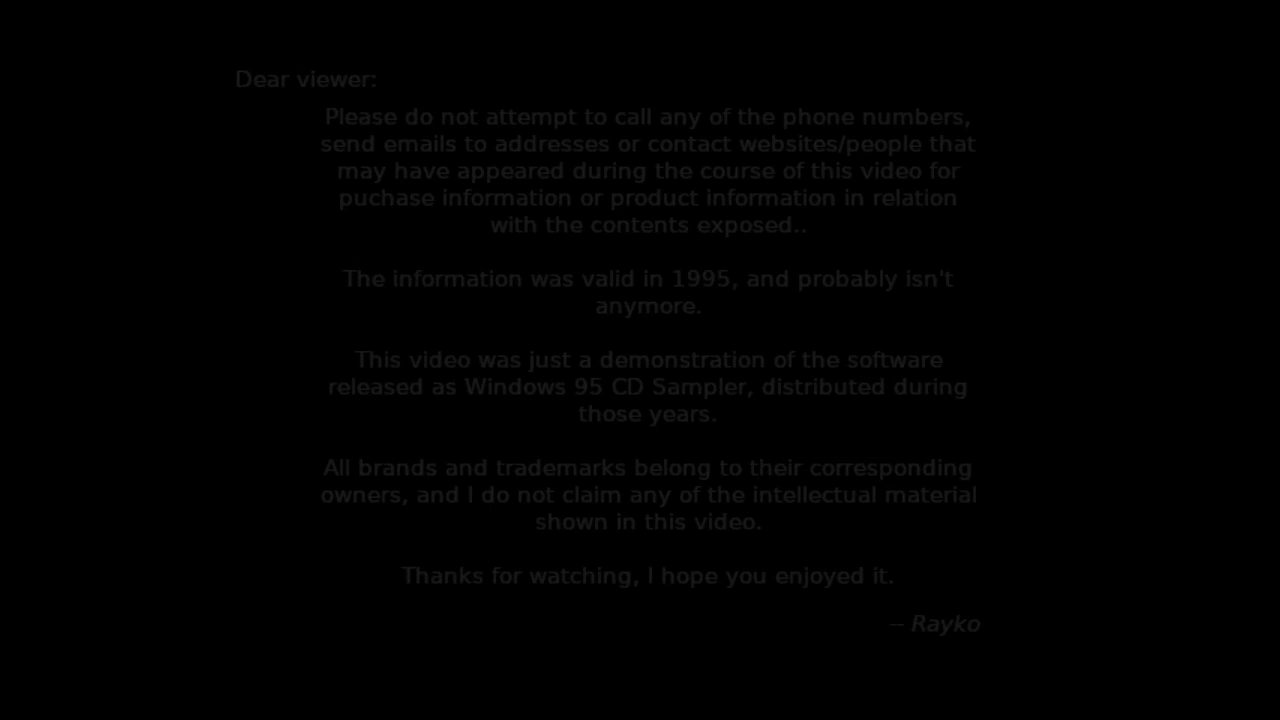 Dear viewer:
Please do not attempt to call any of the phone numbers,
send emails to addresses or contact websites/people that
may have appeared during the course of this video for
puchase information or product information in relation
with the contents exposed..
The information was valid in 1995, and probably isn't
anymore.
This video was just a demonstration of the software
released as Windows 95 CD Sampler, distributed during
those years.
All brands and trademarks belong to their corresponding
owners, and I do not claim any of the intellectual material
shown in this video.
Thanks for watching, I hope you enjoyed it.
-- Rayko